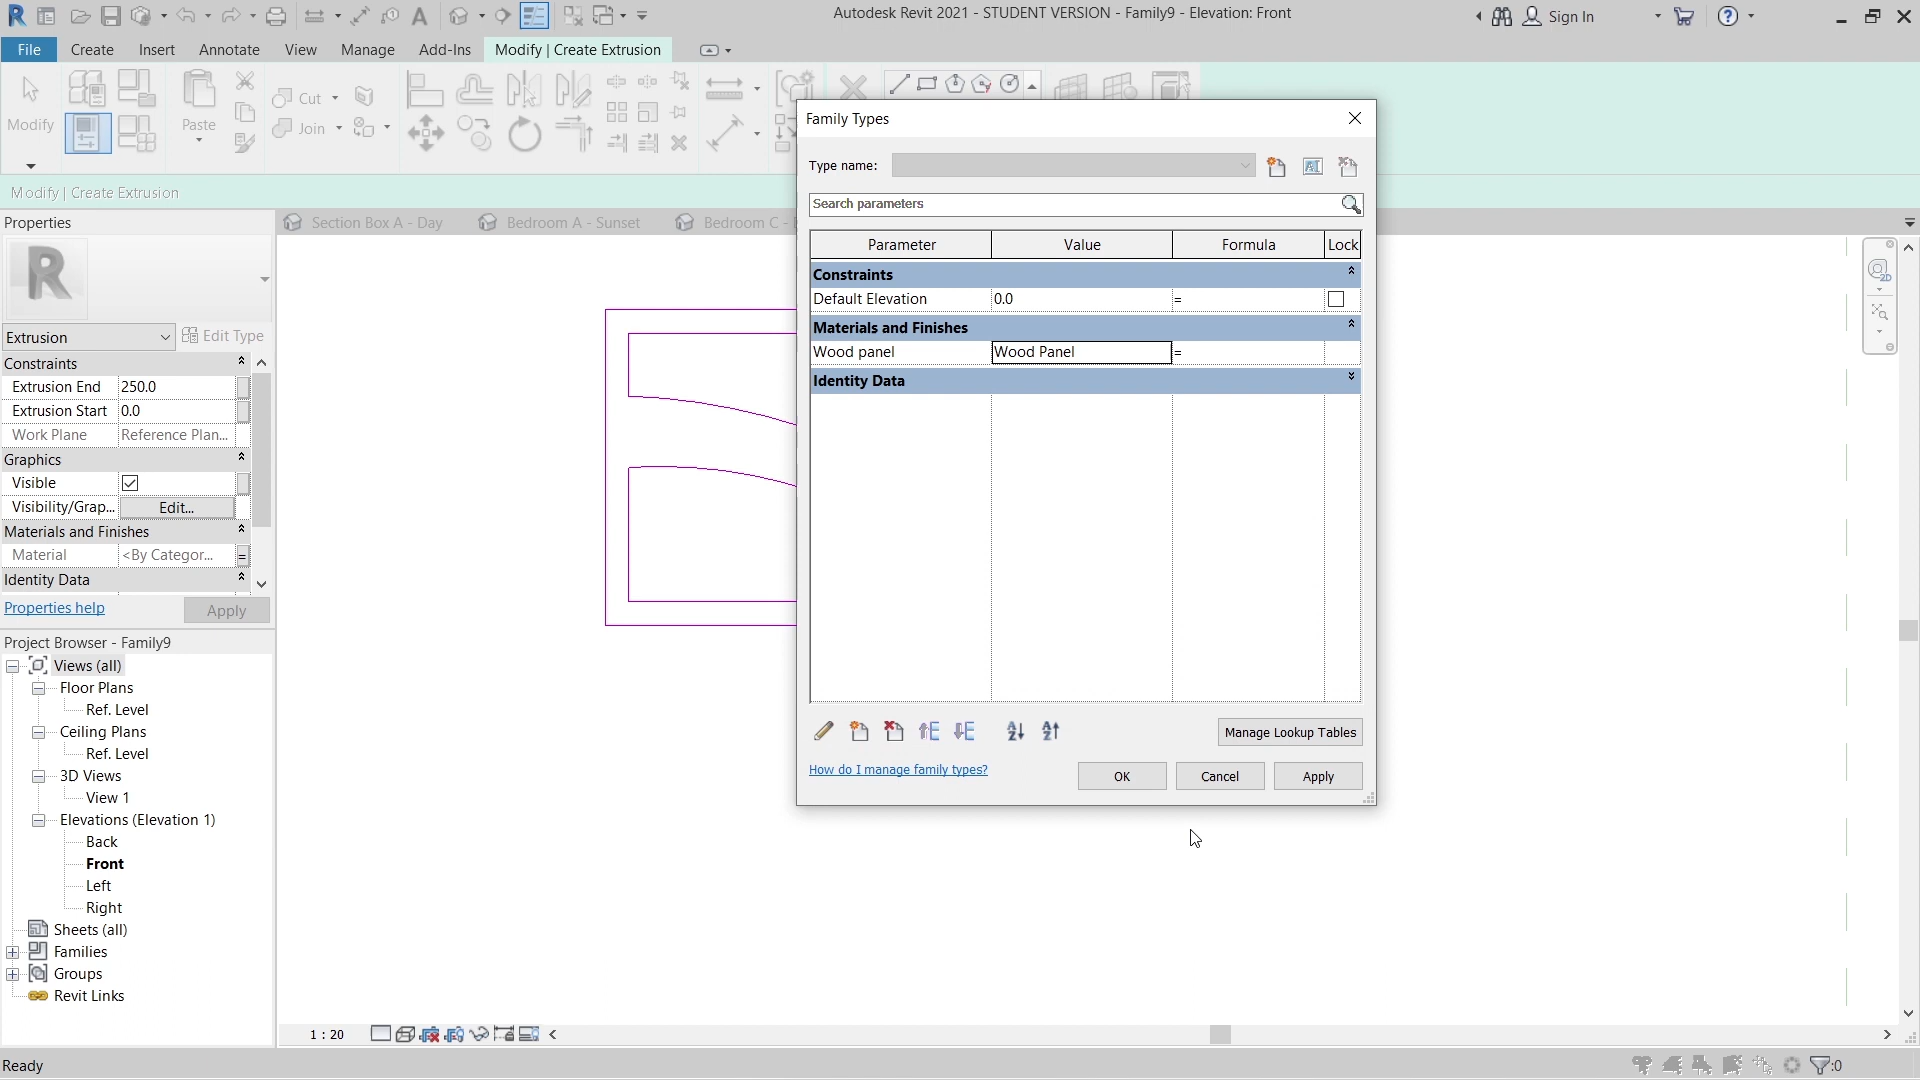 Autodesk Revit 2021 - STUDENT VERSION - Family9 - Elevation: Front
Sign In
File Create Insert Annotate View Manage Add-Ins Modify | Create Extrusion
Modify
Paste
Cut
Join
Modify | Create Extrusion
Properties
Section Box A - Day
Bedroom A - Sunset
Bedroom C -
R
Extrusion
Edit Type
Constraints
Extrusion End 250.0
Extrusion Start 0.0
Work Plane Reference Plan...
Graphics
Visible
Visibility/Grap... Edit...
Materials and Finishes
Material <By Categor... =
Identity Data
Properties help
Apply
Project Browser - Family9
Views (all)
Floor Plans
Ref. Level
Ceiling Plans
Ref. Level
3D Views
View 1
Elevations (Elevation 1)
Back
Front
Left
Right
Sheets (all)
Families
Groups
Revit Links
Family Types
Type name:
Search parameters
Parameter Value Formula Lock
Constraints
Default Elevation 0.0 =
Materials and Finishes
Wood panel Wood Panel =
Identity Data
Manage Lookup Tables
How do I manage family types?
OK Cancel Apply
2D
1 : 20
Ready
:0